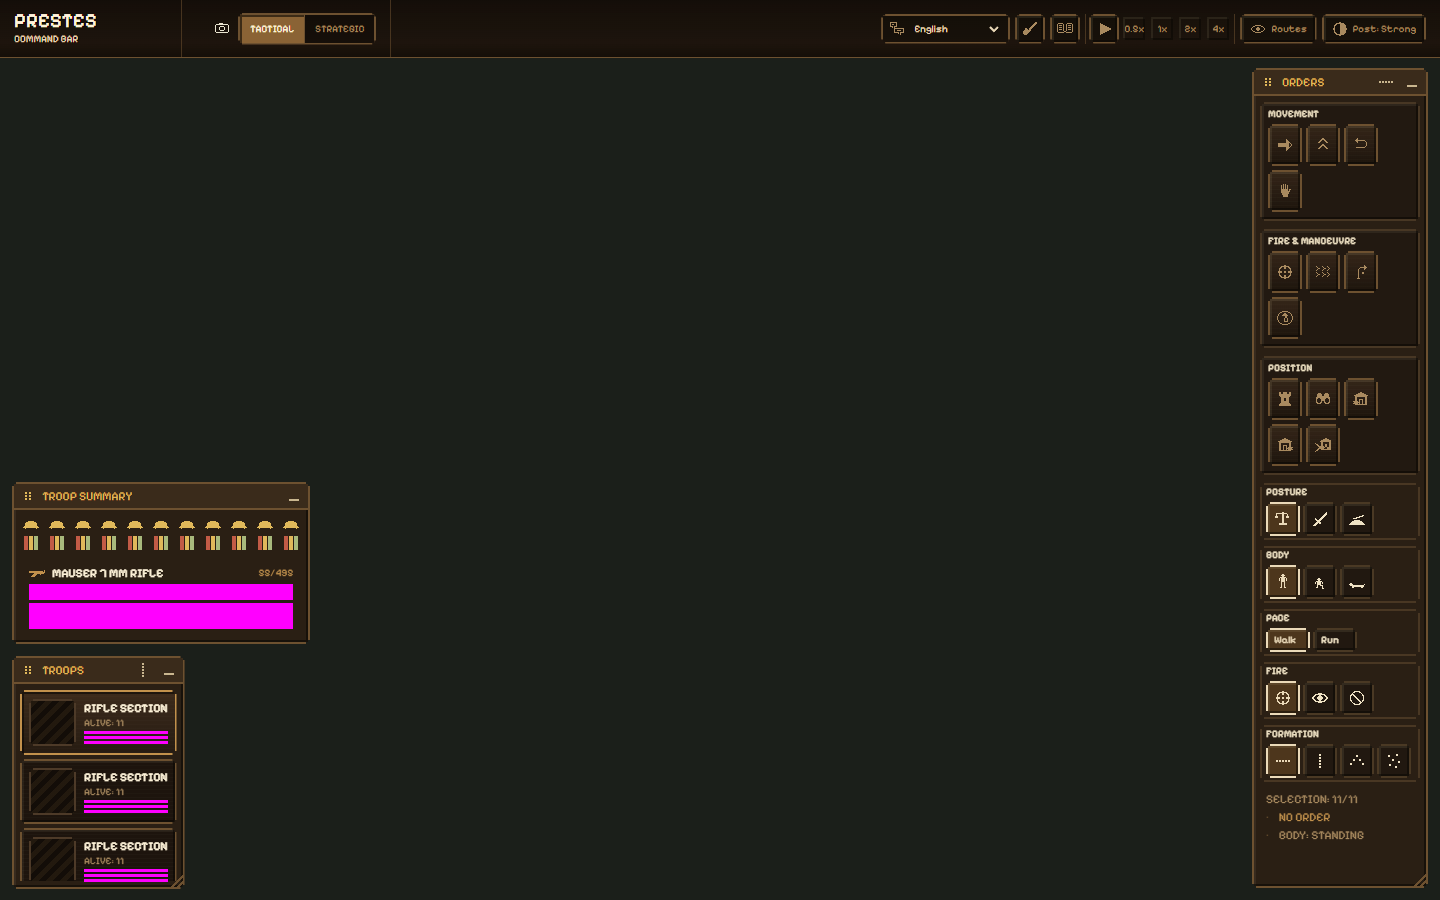 PRESTES
COMMAND BAR
TACTICAL
STRATEGIC
English
0.5x
1x
2x
4x
Routes
Post: Strong
ORDERS
MOVEMENT
FIRE & MANOEUVRE
POSITION
POSTURE
BODY
PACE
Walk
Run
FIRE
FORMATION
SELECTION: 11/11
· NO ORDER
· BODY: STANDING
TROOP SUMMARY
MAUSER 7 MM RIFLE
TROOPS
RIFLE SECTION
ALIVE: 11
RIFLE SECTION
ALIVE: 11
RIFLE SECTION
ALIVE: 11